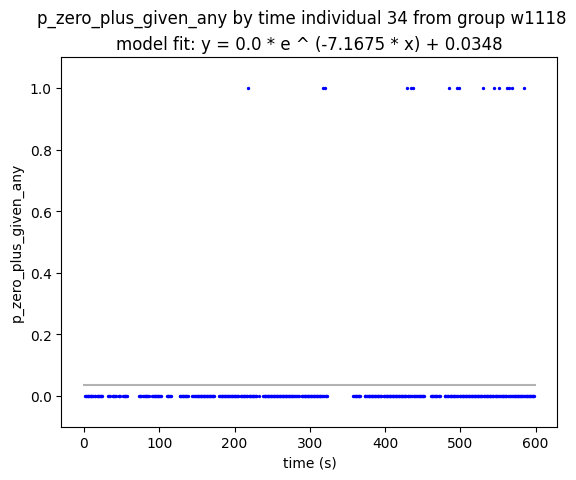 p_zero_plus_given_any by time individual 34 from group w1118
model fit: y = 0.0 * e ^ (-7.1675 * x) + 0.0348
1.0
0.8
0.6
0.4
0.2
0.0
p_zero_plus_given_any
0 100 200 300 400 500 600
time (s)